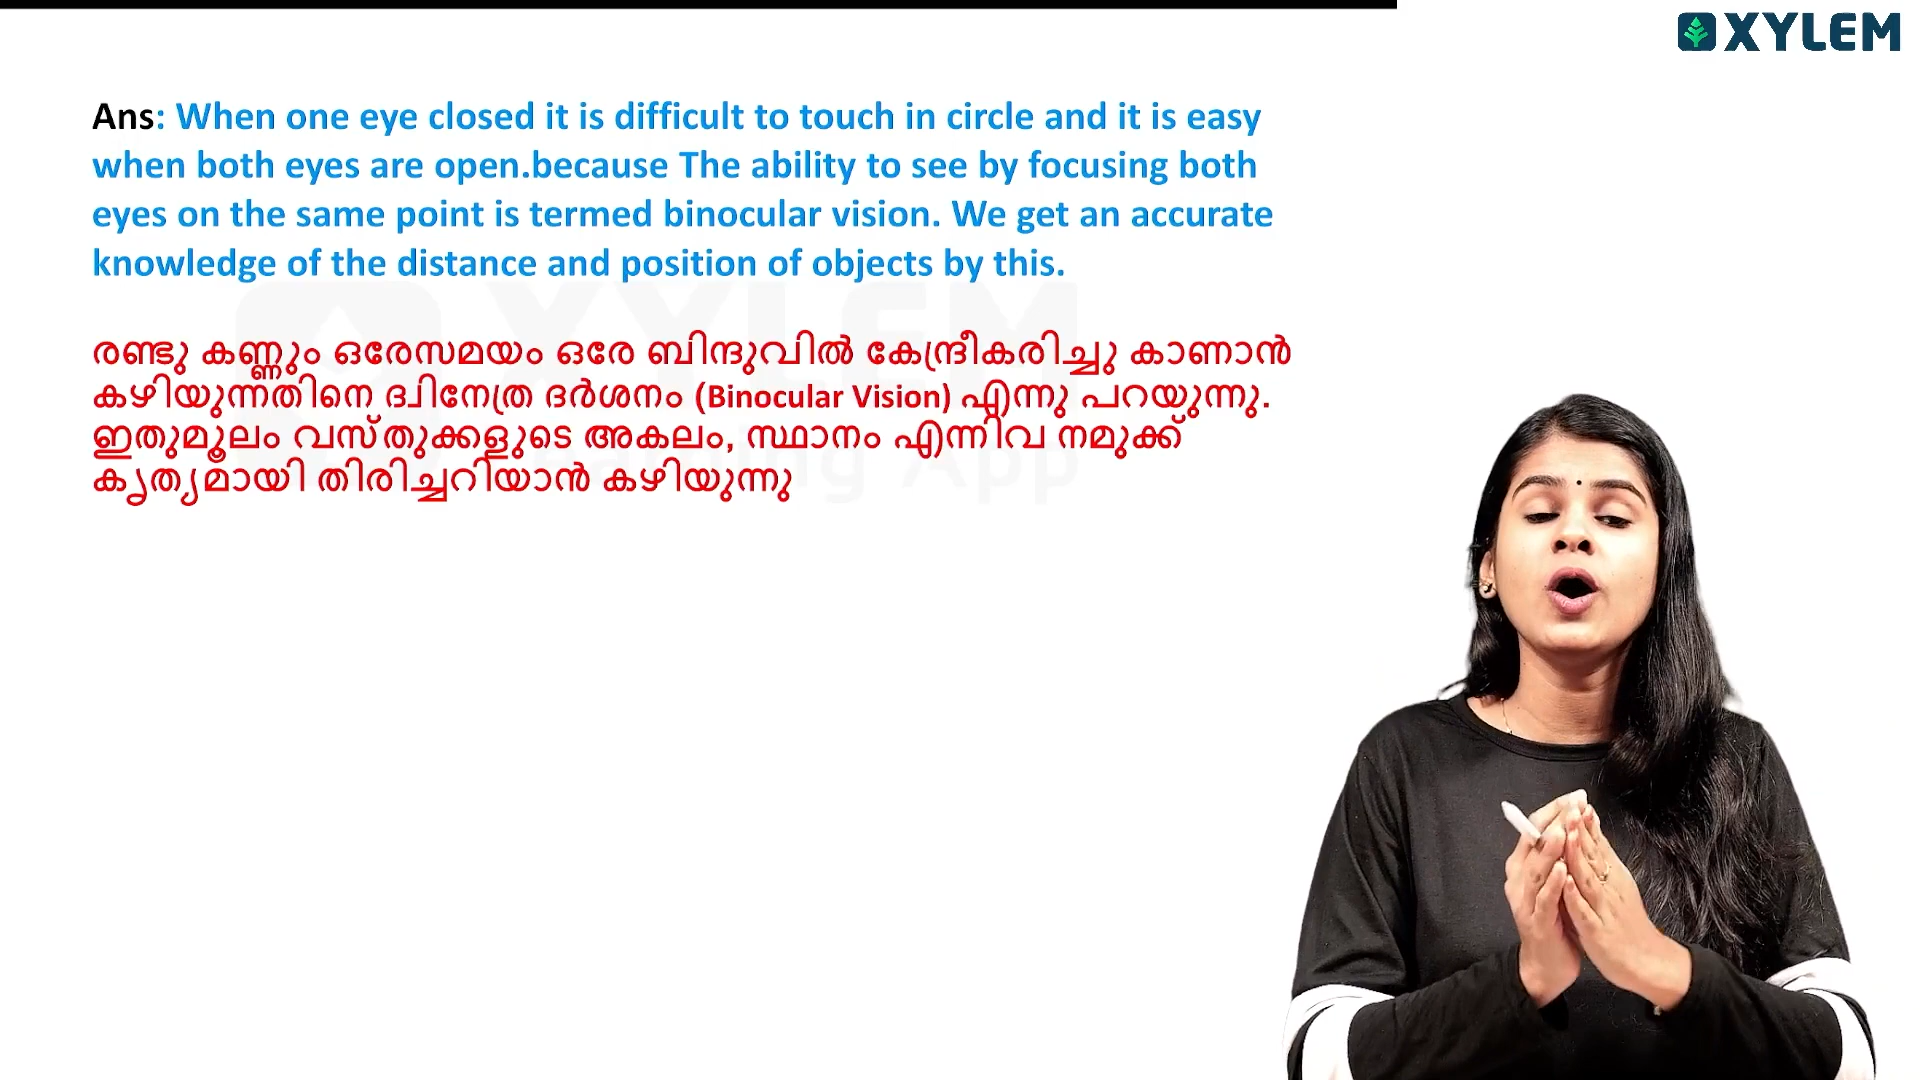 XYLEM
Ans: When one eye closed it is difficult to touch in circle and it is easy
when both eyes are open.because The ability to see by focusing both
eyes on the same point is termed binocular vision. We get an accurate
knowledge of the distance and position of objects by this.
രണ്ടു കണ്ണും ഒരേസമയം ഒരേ ബിന്ദുവിൽ കേന്ദ്രീകരിച്ചു കാണാൻ
കഴിയുന്നതിനെ ദ്വിനേത്ര ദർശനം (Binocular Vision) എന്നു പറയുന്നു.
ഇതുമൂലം വസ്തുക്കളുടെ അകലം, സ്ഥാനം എന്നിവ നമുക്ക്
കൃത്യമായി തിരിച്ചറിയാൻ കഴിയുന്നു
XYLEM
Learning App